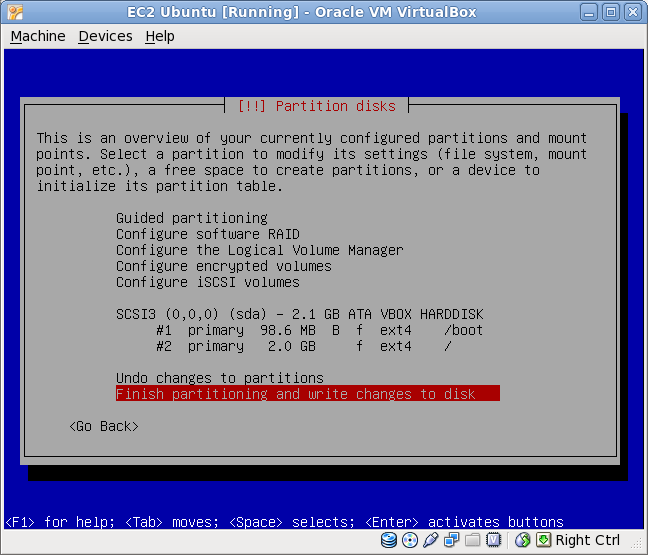 EC2 Ubuntu [Running] - Oracle VM VirtualBox
Machine Devices Help
[!!] Partition disks
This is an overview of your currently configured partitions and mount
points. Select a partition to modify its settings (file system, mount
point, etc.), a free space to create partitions, or a device to
initialize its partition table.
Guided partitioning
Configure software RAID
Configure the Logical Volume Manager
Configure encrypted volumes
Configure iSCSI volumes
SCSI3 (0,0,0) (sda) - 2.1 GB ATA VBOX HARDDISK
#1 primary 98.6 MB B f ext4 /boot
#2 primary 2.0 GB f ext4 /
Undo changes to partitions
Finish partitioning and write changes to disk
<Go Back>
<F1> for help; <Tab> moves; <Space> selects; <Enter> activates buttons
Right Ctrl